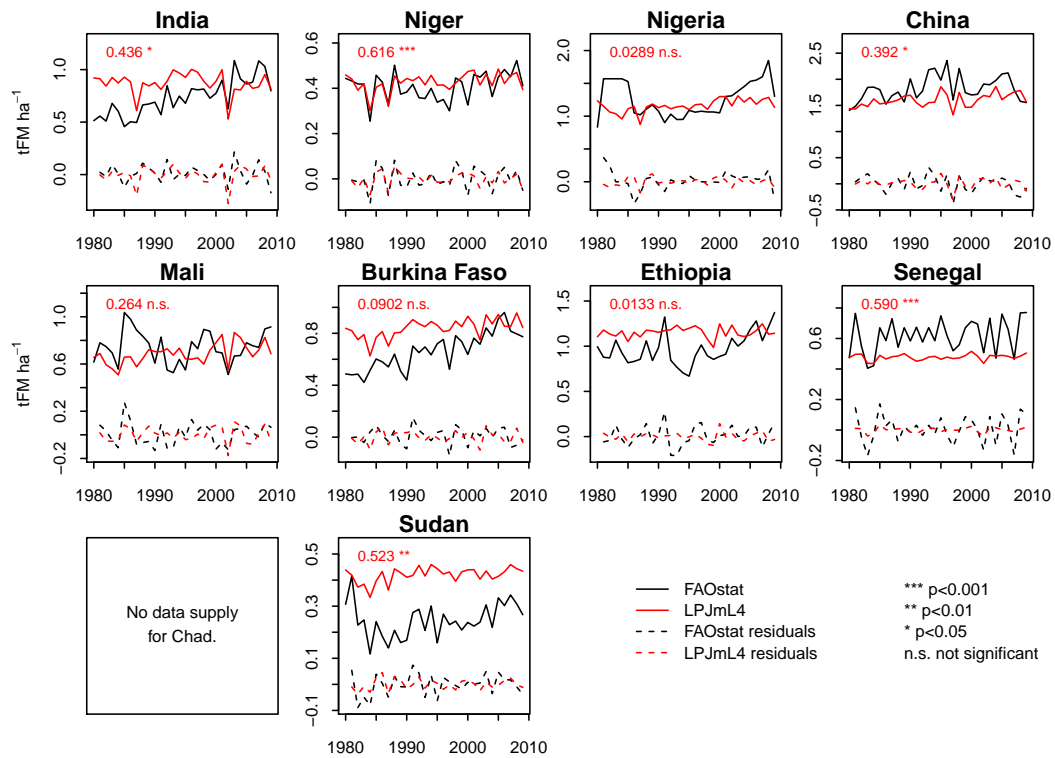 India
Niger
Nigeria
China
0.436 *
0.616 ***
0.0289 n.s.
0.392 *
tFM ha⁻¹
0.0 0.5 1.0
0.0 0.2 0.4 0.6
0.0 0.5 1.0 1.5 2.0
−0.5 0.5 1.5 2.5
1980 1990 2000 2010
1980 1990 2000 2010
1980 1990 2000 2010
1980 1990 2000 2010
Mali
Burkina Faso
Ethiopia
Senegal
0.264 n.s.
0.0902 n.s.
0.0133 n.s.
0.590 ***
tFM ha⁻¹
−0.2 0.2 0.6 1.0
0.0 0.4 0.8
0.0 0.5 1.0 1.5
−0.2 0.2 0.6
1980 1990 2000 2010
1980 1990 2000 2010
1980 1990 2000 2010
1980 1990 2000 2010
No data supply
for Chad.
Sudan
0.523 **
−0.1 0.1 0.3 0.5
1980 1990 2000 2010
FAOstat
LPJmL4
FAOstat residuals
LPJmL4 residuals
*** p<0.001
** p<0.01
* p<0.05
n.s. not significant